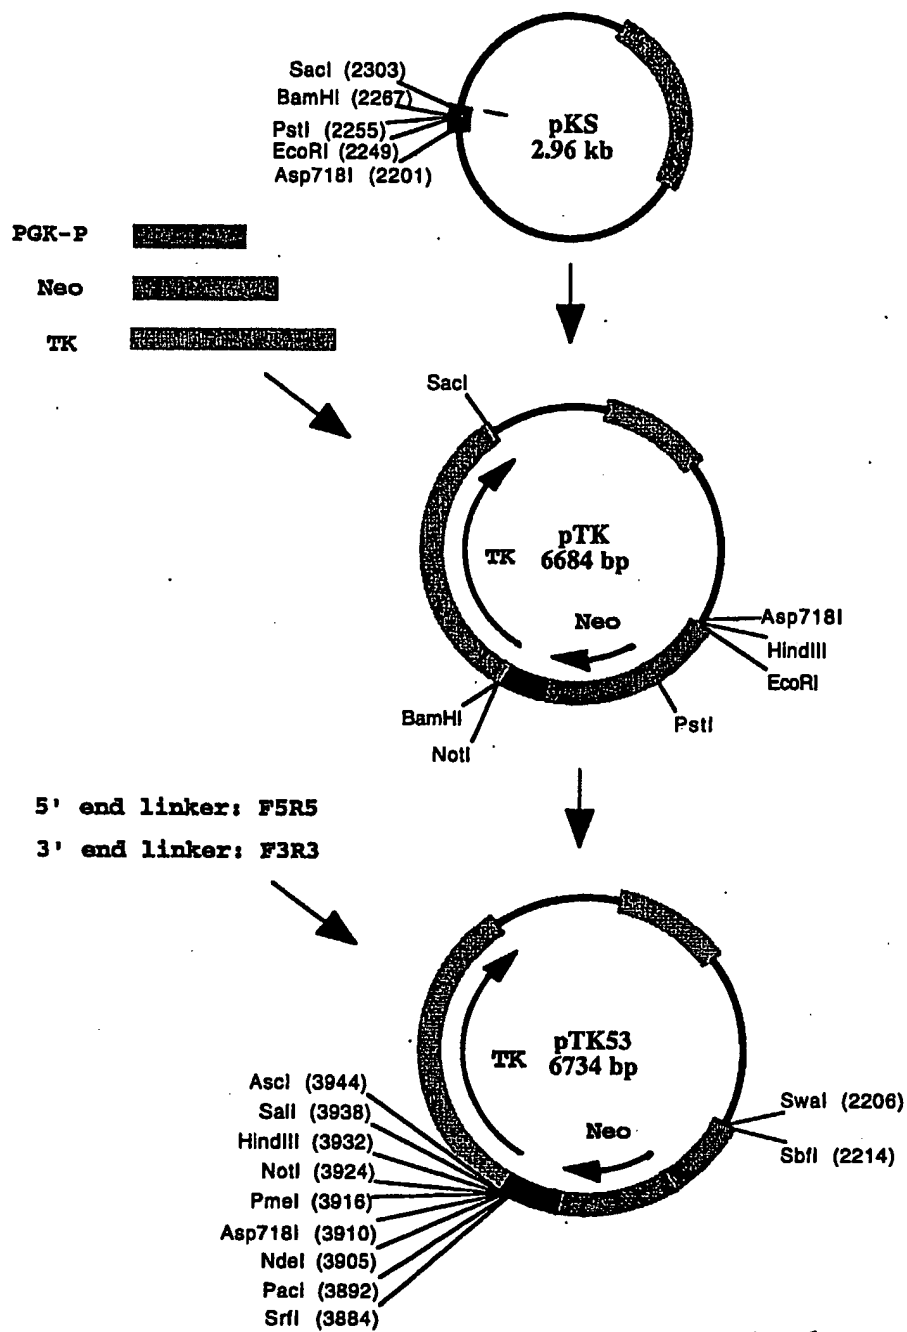 SacI (2303)
BamHI (2267)
PstI (2255)
EcoRI (2249)
Asp718I (2201)
pKS
2.96 kb
PGK-P
Neo
TK
SacI
pTK
6684 bp
TK
Neo
Asp718I
HindIII
EcoRI
PstI
BamHI
NotI
5' end linker: F5R5
3' end linker: F3R3
pTK53
6734 bp
TK
Neo
AscI (3944)
SalI (3938)
HindIII (3932)
NotI (3924)
PmeI (3916)
Asp718I (3910)
NdeI (3905)
PacI (3892)
SrfI (3884)
SwaI (2206)
SbfI (2214)